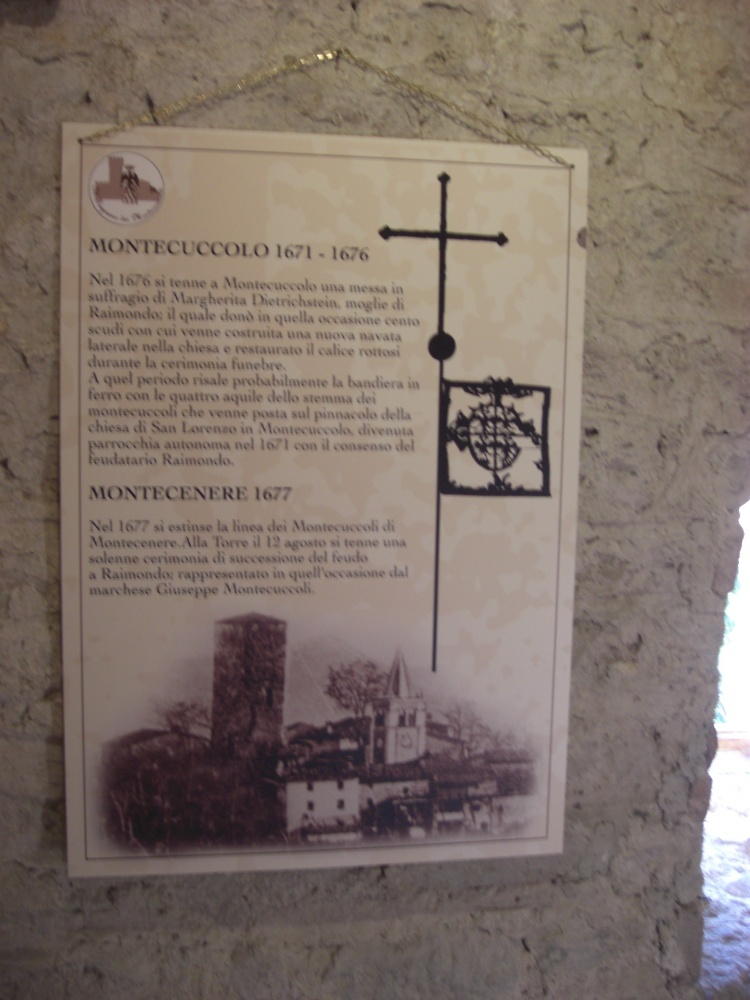 MONTECUCCOLO 1671 - 1676
Nel 1676 si tenne a Montecuccolo una messa in
suffragio di Margherita Dietrichstein, moglie di
Raimondo; il quale donò in quella occasione cento
scudi con cui venne costruita una nuova navata
laterale nella chiesa e restaurato il calice rottosi
durante la cerimonia funebre.
A quel periodo risale probabilmente la bandiera in
ferro con le quattro aquile dello stemma dei
montecuccoli che venne posta sul pinnacolo della
chiesa di San Lorenzo in Montecuccolo, divenuta
parrocchia autonoma nel 1671 con il consenso del
feudatario Raimondo.
MONTECENERE 1677
Nel 1677 si estinse la linea dei Montecuccoli di
Montecenere.Alla Torre il 12 agosto si tenne una
solenne cerimonia di successione del feudo
a Raimondo; rappresentato in quell'occasione dal
marchese Giuseppe Montecuccoli.